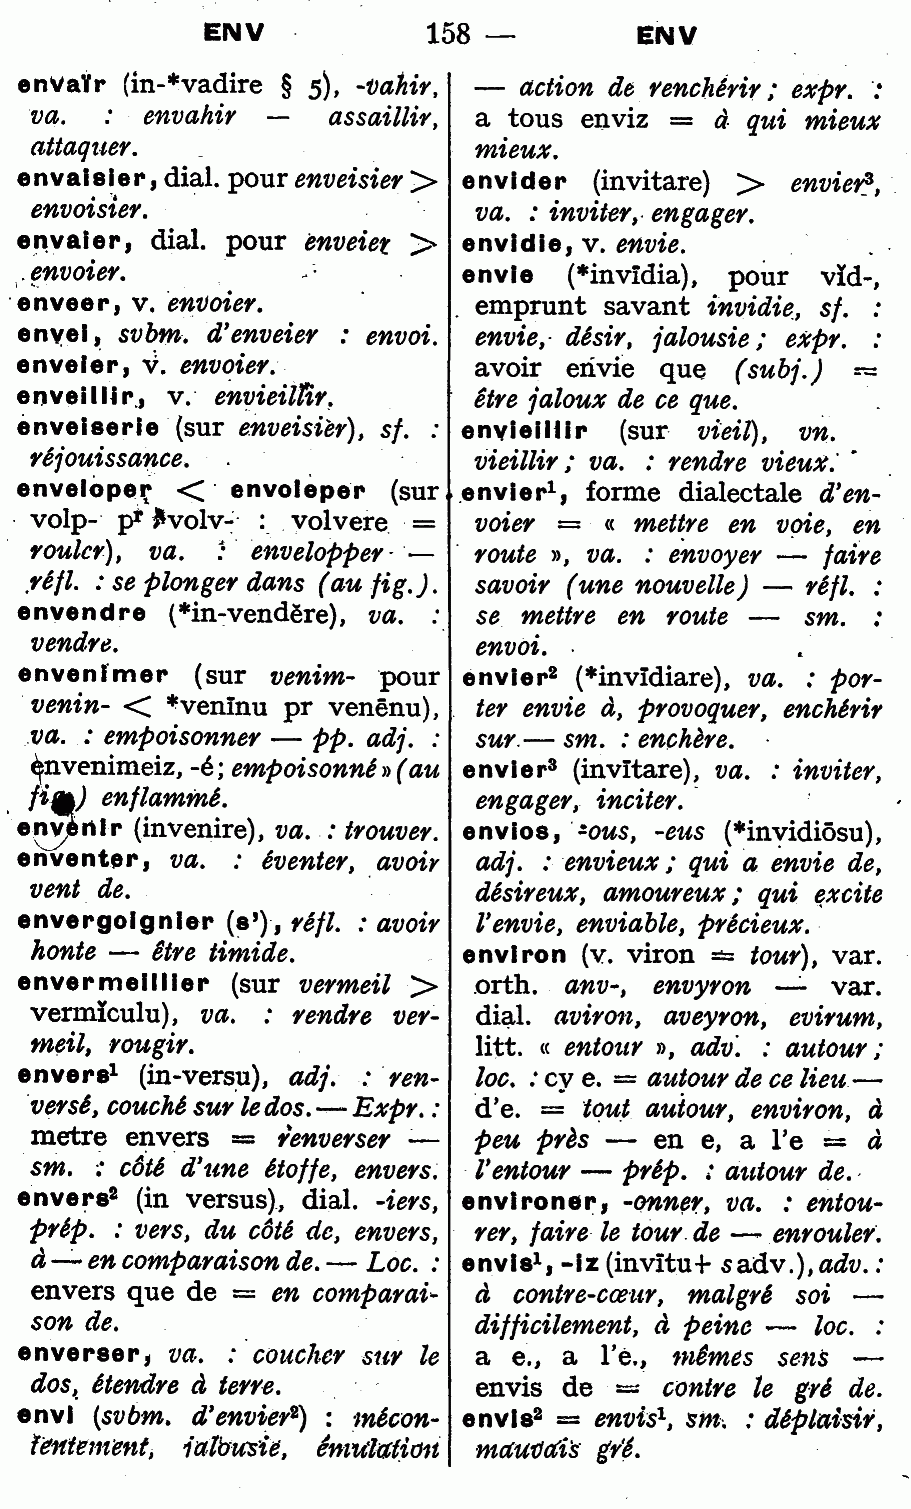 ENV 158 — ENV
envaïr (in-*vadire § 5), -vahir,
va. : envahir — assaillir,
attaquer.
envaisier, dial. pour enveisier >
envoisier.
envaier, dial. pour enveier >
envoier.
enveer, v. envoier.
envei, svbm. d'enveier : envoi.
enveier, v. envoier.
enveillir, v. envieillir.
enveiserie (sur enveisier), sf. :
réjouissance.
enveloper < envoleper (sur
volp- pr *volv- : volvere =
rouler), va. : envelopper —
réfl. : se plonger dans (au fig.).
envendre (*in-vendĕre), va. :
vendre.
envenimer (sur venim- pour
venin- < *venīnu pr venēnu),
va. : empoisonner — pp. adj. :
envenimeiz, -é ; empoisonné » (au
fig.) enflammé.
envenir (invenire), va. : trouver.
enventer, va. : éventer, avoir
vent de.
envergoignier (s'), réfl. : avoir
honte — être timide.
envermeillier (sur vermeil >
vermĭculu), va. : rendre ver-
meil, rougir.
envers¹ (in-versu), adj. : ren-
versé, couché sur le dos. — Expr. :
metre envers = renverser —
sm. : côté d'une étoffe, envers.
envers² (in versus), dial. -iers,
prép. : vers, du côté de, envers,
à — en comparaison de. — Loc. :
envers que de = en comparai-
son de.
enverser, va. : coucher sur le
dos, étendre à terre.
envi (svbm. d'envier²) : mécon-
tentement, jalousie, émulation
— action de renchérir ; expr. :
a tous enviz = à qui mieux
mieux.
envider (invitare) > envier³,
va. : inviter, engager.
envidie, v. envie.
envie (*invĭdia), pour vĭd-,
emprunt savant invidie, sf. :
envie, désir, jalousie ; expr. :
avoir envie que (subj.) =
être jaloux de ce que.
envieillir (sur vieil), vn.
vieillir ; va. : rendre vieux.
envier¹, forme dialectale d'en-
voier = « mettre en voie, en
route », va. : envoyer — faire
savoir (une nouvelle) — réfl. :
se mettre en route — sm. :
envoi.
envier² (*invĭdiare), va. : por-
ter envie à, provoquer, enchérir
sur. — sm. : enchère.
envier³ (invītare), va. : inviter,
engager, inciter.
envios, -ous, -eus (*invidiōsu),
adj. : envieux ; qui a envie de,
désireux, amoureux ; qui excite
l'envie, enviable, précieux.
environ (v. viron = tour), var.
orth. anv-, envyron — var.
dial. aviron, aveyron, evirum,
litt. « entour », adv. : autour ;
loc. : cy e. = autour de ce lieu —
d'e. = tout autour, environ, à
peu près — en e, a l'e = à
l'entour — prép. : autour de.
environer, -onner, va. : entou-
rer, faire le tour de — enrouler.
envis¹, -iz (invītu + s adv.), adv. :
à contre-cœur, malgré soi —
difficilement, à peine — loc. :
a e., a l'e., mêmes sens —
envis de = contre le gré de.
envis² = envis¹, sm. : déplaisir,
mauvais gré.